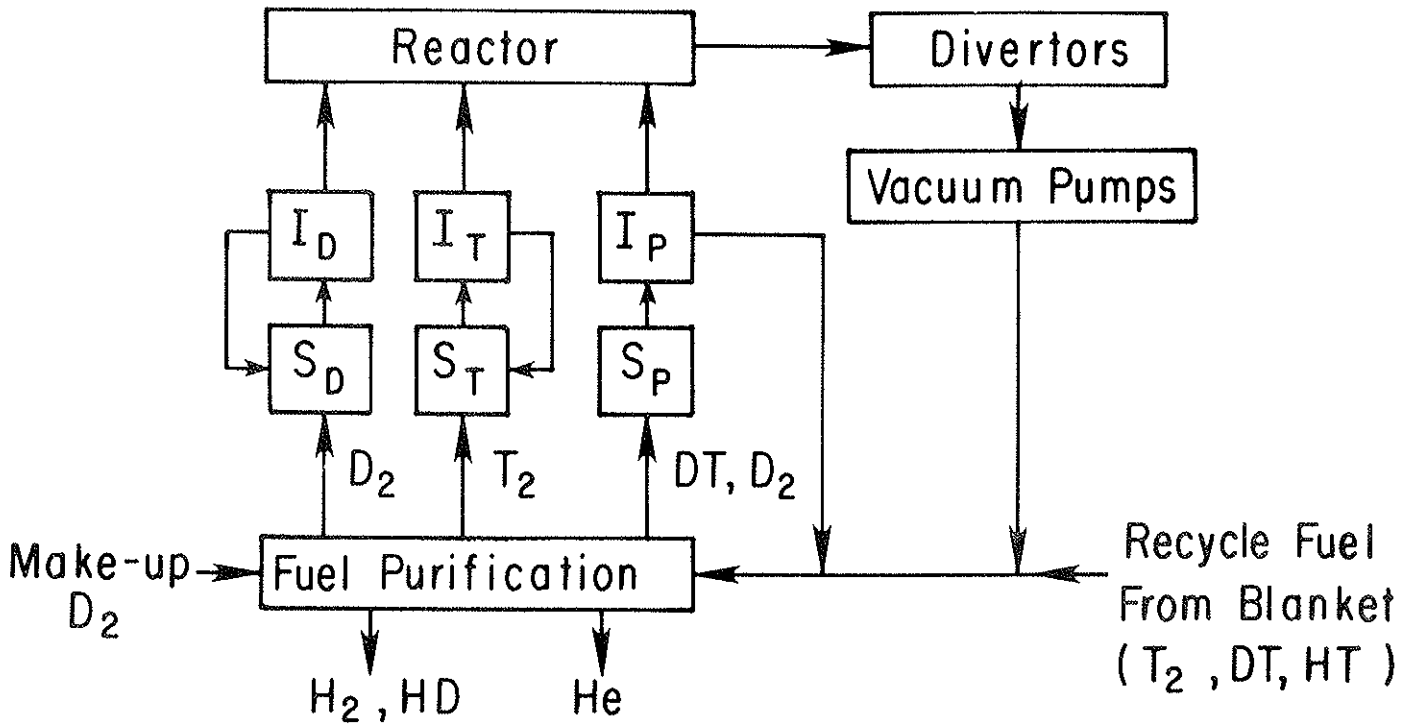 Reactor
Divertors
Vacuum Pumps
I_D
I_T
I_P
S_D
S_T
S_P
D₂
T₂
DT, D₂
Make-up
D₂
Fuel Purification
Recycle Fuel
From Blanket
(T₂, DT, HT)
H₂, HD
He